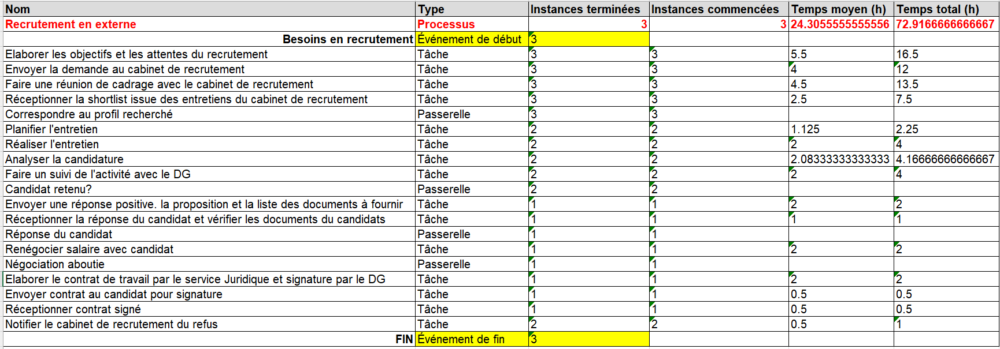 Nom Type Instances terminées Instances commencées Temps moyen (h) Temps total (h)
Recrutement en externe Processus 3 3 24.3055555555556 72.9166666666667
Besoins en recrutement Événement de début 3
Elaborer les objectifs et les attentes du recrutement Tâche 3 3 5.5 16.5
Envoyer la demande au cabinet de recrutement Tâche 3 3 4 12
Faire une réunion de cadrage avec le cabinet de recrutement Tâche 3 3 4.5 13.5
Réceptionner la shortlist issue des entretiens du cabinet de recrutement Tâche 3 3 2.5 7.5
Correspondre au profil recherché Passerelle 3 3
Planifier l'entretien Tâche 2 2 1.125 2.25
Réaliser l'entretien Tâche 2 2 2 4
Analyser la candidature Tâche 2 2 2.08333333333333 4.16666666666667
Faire un suivi de l'activité avec le DG Tâche 2 2 2 4
Candidat retenu? Passerelle 2 2
Envoyer une réponse positive. la proposition et la liste des documents à fournir Tâche 1 1 2 2
Réceptionner la réponse du candidat et vérifier les documents du candidats Tâche 1 1 1 1
Réponse du candidat Passerelle 1 1
Renégocier salaire avec candidat Tâche 1 1 2 2
Négociation aboutie Passerelle 1 1
Elaborer le contrat de travail par le service Juridique et signature par le DG Tâche 1 1 2 2
Envoyer contrat au candidat pour signature Tâche 1 1 0.5 0.5
Réceptionner contrat signé Tâche 1 1 0.5 0.5
Notifier le cabinet de recrutement du refus Tâche 2 2 0.5 1
FIN Événement de fin 3